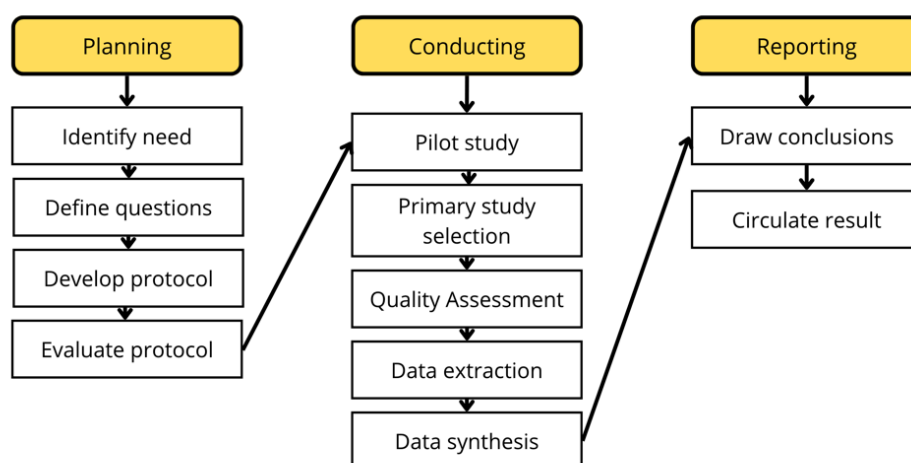 Planning
Identify need
Define questions
Develop protocol
Evaluate protocol
Conducting
Pilot study
Primary study
selection
Quality Assessment
Data extraction
Data synthesis
Reporting
Draw conclusions
Circulate result